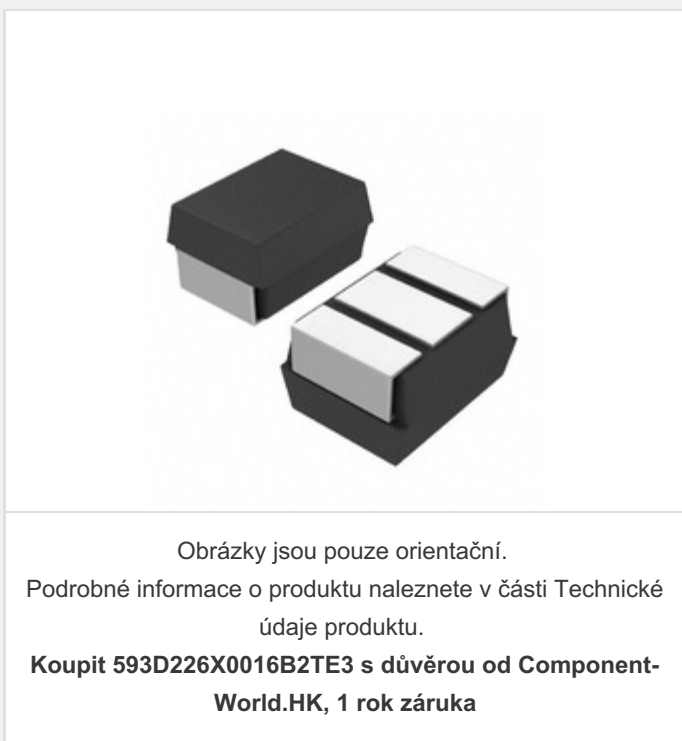 Obrázky jsou pouze orientační.
Podrobné informace o produktu naleznete v části Technické
údaje produktu.
Koupit 593D226X0016B2TE3 s důvěrou od Component-
World.HK, 1 rok záruka